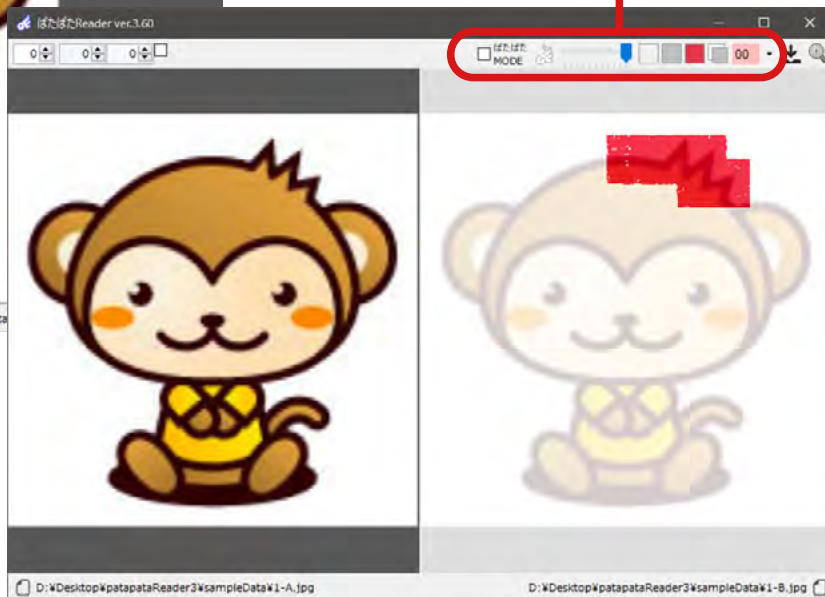 ぱたぱたReader ver.3.60
0 0 0
ぱたぱた
MODE
00
D:¥Desktop¥patapataReader3¥sampleData¥1-A.jpg
D:¥Desktop¥patapataReader3¥sampleData¥1-B.jpg